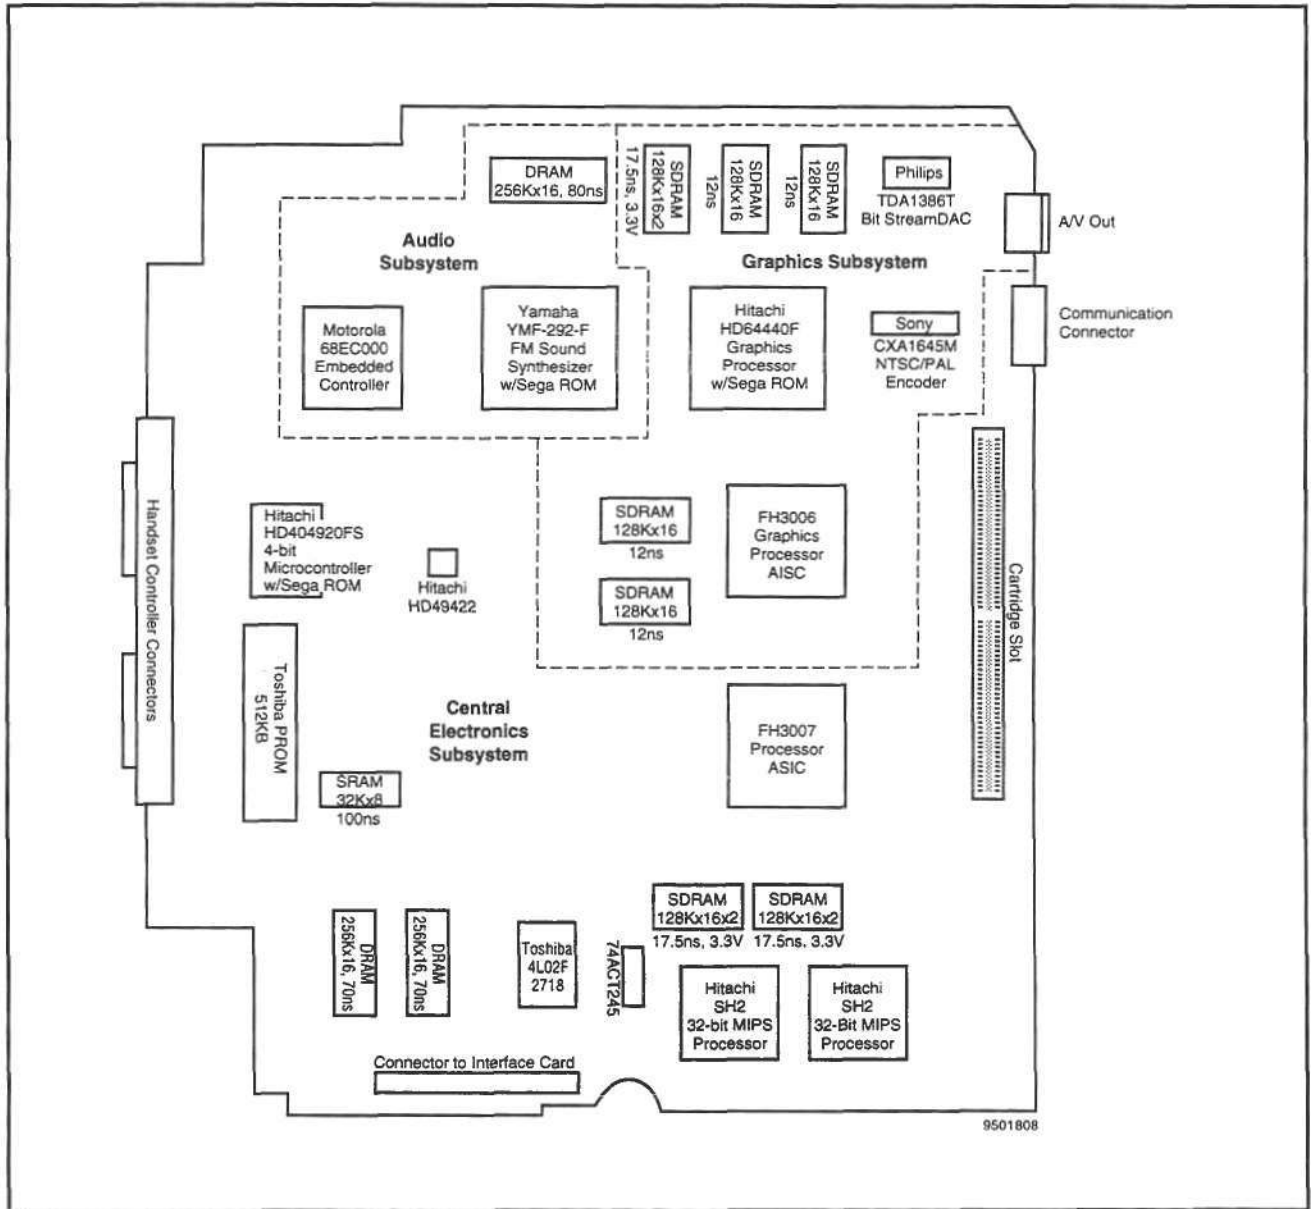 DRAM
256Kx16, 80ns
SDRAM
128Kx16x2
17.5ns, 3.3V
SDRAM
128Kx16
12ns
SDRAM
128Kx16
12ns
Philips
TDA1386T
Bit StreamDAC
A/V Out
Audio
Subsystem
Graphics Subsystem
Motorola
68EC000
Embedded
Controller
Yamaha
YMF-292-F
FM Sound
Synthesizer
w/Sega ROM
Hitachi
HD64440F
Graphics
Processor
w/Sega ROM
Sony
CXA1645M
NTSC/PAL
Encoder
Communication
Connector
Handset Controller Connectors
Hitachi
HD404920FS
4-bit
Microcontroller
w/Sega ROM
Hitachi
HD49422
SDRAM
128Kx16
12ns
SDRAM
128Kx16
12ns
FH3006
Graphics
Processor
AISC
Cartridge Slot
Toshiba PROM
512KB
Central
Electronics
Subsystem
FH3007
Processor
ASIC
SRAM
32Kx8
100ns
DRAM
256Kx16, 70ns
DRAM
256Kx16, 70ns
Toshiba
4L02F
2718
74ACT245
SDRAM
128Kx16x2
17.5ns, 3.3V
SDRAM
128Kx16x2
17.5ns, 3.3V
Hitachi
SH2
32-bit MIPS
Processor
Hitachi
SH2
32-Bit MIPS
Processor
Connector to Interface Card
9501808